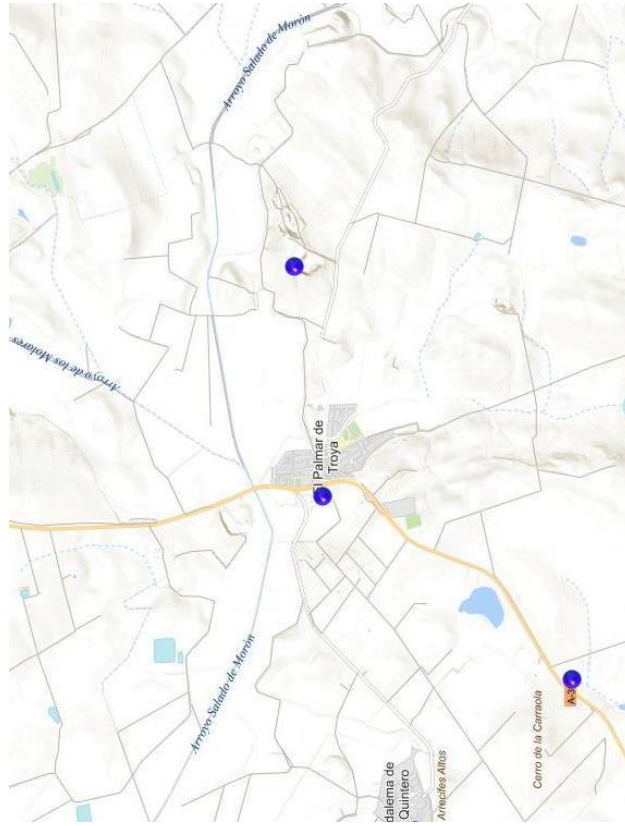 Arroyo Salado de Morón
Arroyo de los Molares
El Palmar de
Troya
Arroyo Salado de Morón
A-3
Cerro de la Carraola
dalema de
Quintero
Arrecifes Altos